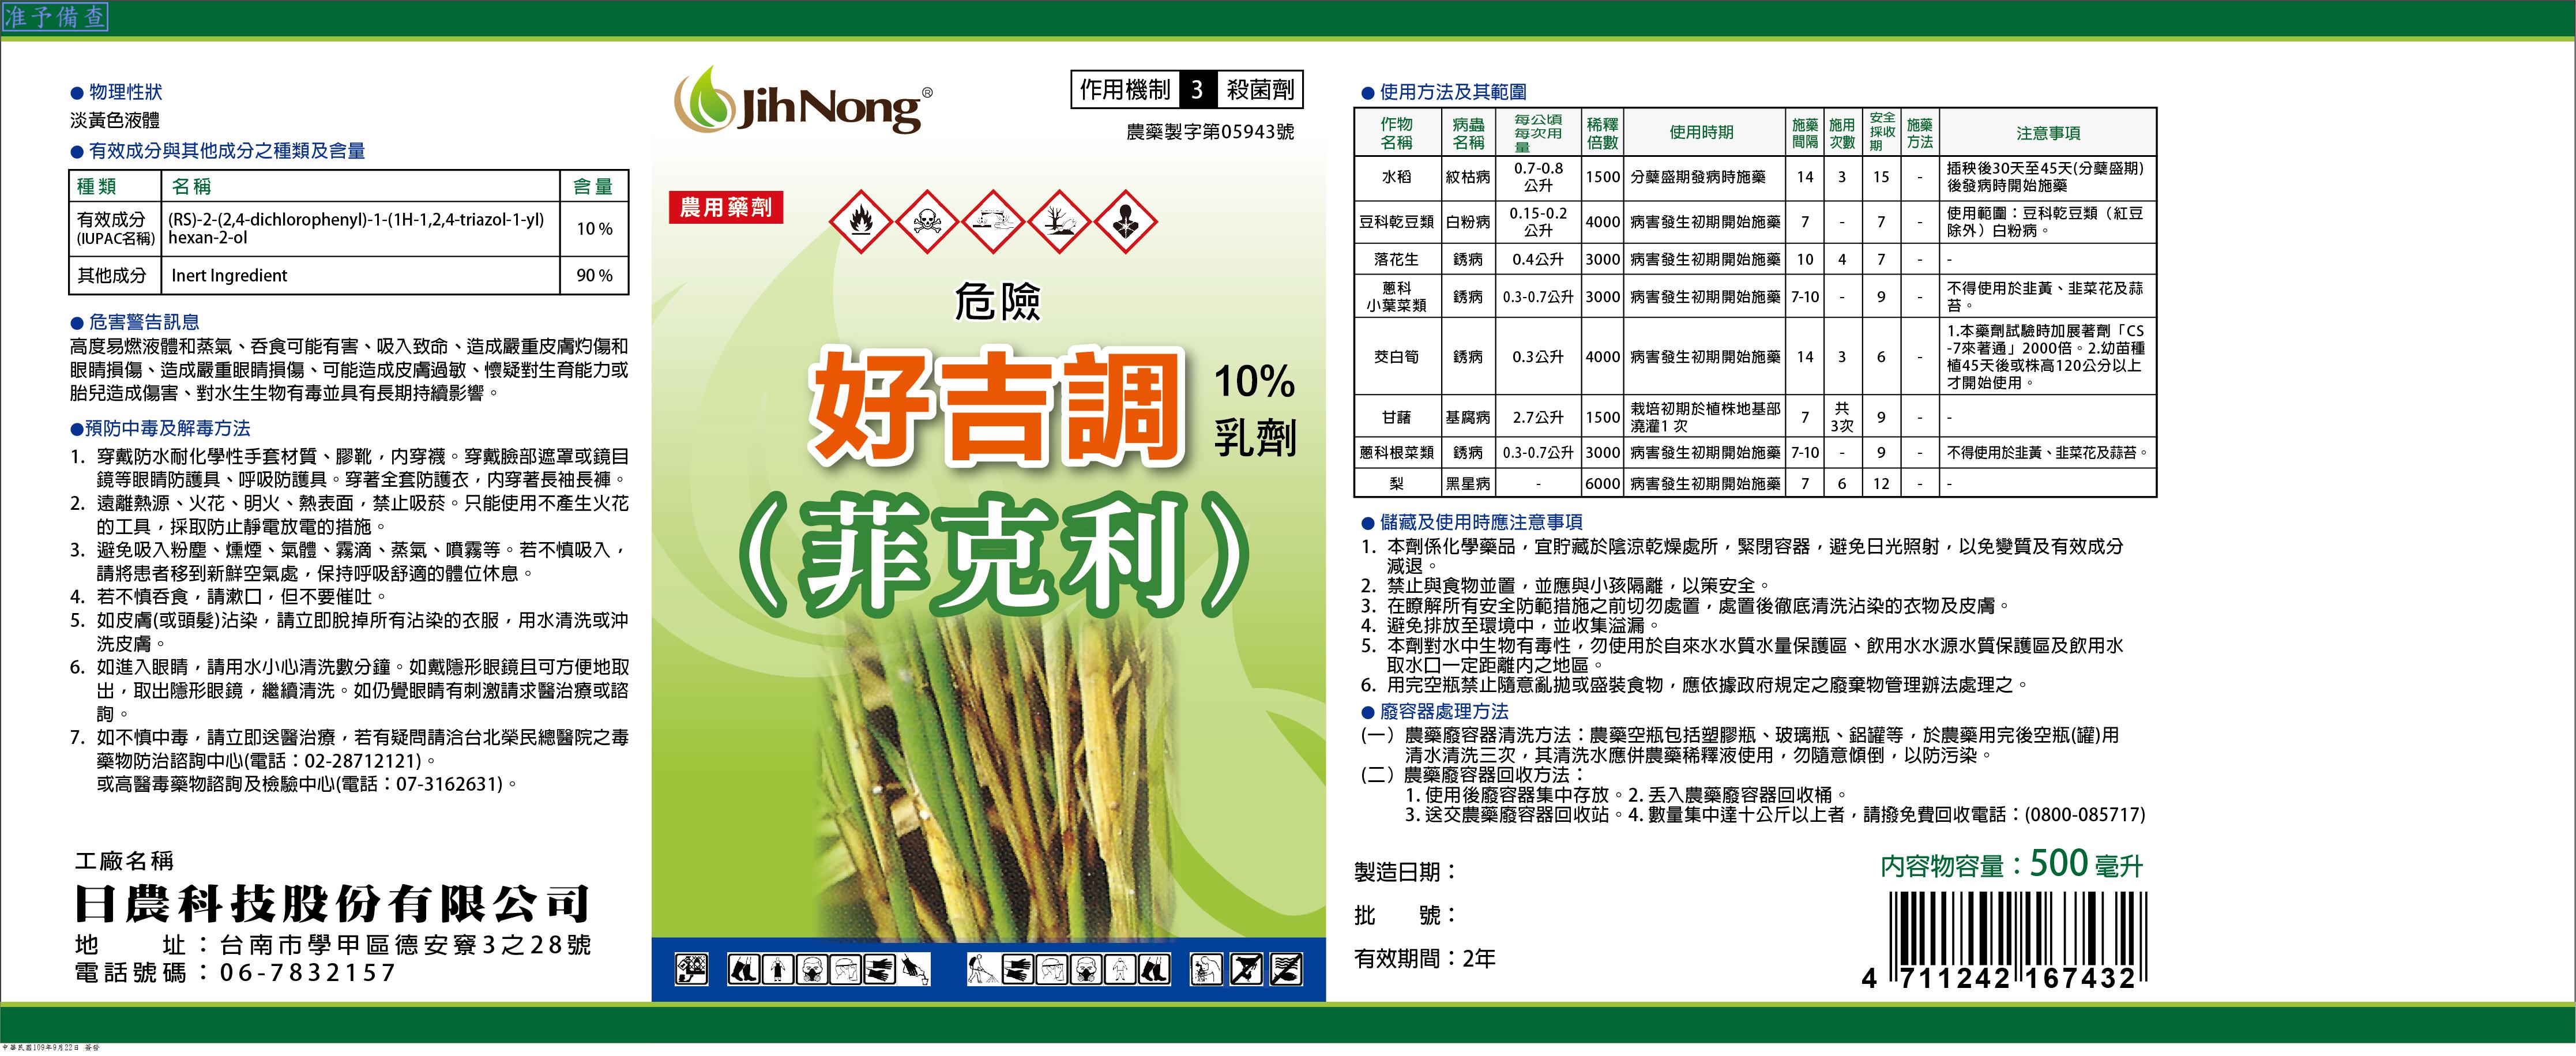 准予備查
● 物理性狀
淡黃色液體
● 有效成分與其他成分之種類及含量
種類 名稱 含量
有效成分 (IUPAC名稱) (RS)-2-(2,4-dichlorophenyl)-1-(1H-1,2,4-triazol-1-yl) hexan-2-ol 10%
其他成分 Inert Ingredient 90%
● 危害警告訊息
高度易燃液體和蒸氣、吞食可能有害、吸入致命、造成嚴重皮膚灼傷和
眼睛損傷、造成嚴重眼睛損傷、可能造成皮膚過敏、懷疑對生育能力或
胎兒造成傷害、對水生生物有毒並具有長期持續影響。
●預防中毒及解毒方法
1. 穿戴防水耐化學性手套材質、膠靴，內穿襪。穿戴臉部遮罩或鏡目
鏡等眼睛防護具、呼吸防護具。穿著全套防護衣，內穿著長袖長褲。
2. 遠離熱源、火花、明火、熱表面，禁止吸菸。只能使用不產生火花
的工具，採取防止靜電放電的措施。
3. 避免吸入粉塵、燻煙、氣體、霧滴、蒸氣、噴霧等。若不慎吸入，
請將患者移到新鮮空氣處，保持呼吸舒適的體位休息。
4. 若不慎吞食，請漱口，但不要催吐。
5. 如皮膚(或頭髮)沾染，請立即脫掉所有沾染的衣服，用水清洗或沖
洗皮膚。
6. 如進入眼睛，請用水小心清洗數分鐘。如戴隱形眼鏡且可方便地取
出，取出隱形眼鏡，繼續清洗。如仍覺眼睛有刺激請求醫治療或諮
詢。
7. 如不慎中毒，請立即送醫治療，若有疑問請洽台北榮民總醫院之毒
藥物防治諮詢中心(電話：02-28712121)。
或高醫毒藥物諮詢及檢驗中心(電話：07-3162631)。
工廠名稱
日農科技股份有限公司
地 址：台南市學甲區德安寮3之28號
電話號碼：06-7832157
JihNong®
作用機制 3 殺菌劑
農藥製字第05943號
農用藥劑
危險
好吉調
10%
乳劑
（菲克利）
● 使用方法及其範圍
作物名稱 病蟲名稱 每公頃每次用量 稀釋倍數 使用時期 施藥間隔 施用次數 安全採收期 施藥方法 注意事項
水稻 紋枯病 0.7-0.8公升 1500 分蘗盛期發病時施藥 14 3 15 - 插秧後30天至45天(分蘗盛期)後發病時開始施藥
豆科乾豆類 白粉病 0.15-0.2公升 4000 病害發生初期開始施藥 7 - 7 - 使用範圍：豆科乾豆類（紅豆除外）白粉病。
落花生 銹病 0.4公升 3000 病害發生初期開始施藥 10 4 7 - -
蔥科小葉菜類 銹病 0.3-0.7公升 3000 病害發生初期開始施藥 7-10 - 9 - 不得使用於韭黃、韭菜花及蒜苔。
茭白筍 銹病 0.3公升 4000 病害發生初期開始施藥 14 3 6 - 1.本藥劑試驗時加展著劑「CS-7來著通」2000倍。2.幼苗種植45天後或株高120公分以上才開始使用。
甘藷 基腐病 2.7公升 1500 栽培初期於植株地基部澆灌1 次 7 共3次 9 - -
蔥科根菜類 銹病 0.3-0.7公升 3000 病害發生初期開始施藥 7-10 - 9 - 不得使用於韭黃、韭菜花及蒜苔。
梨 黑星病 - 6000 病害發生初期開始施藥 7 6 12 - -
● 儲藏及使用時應注意事項
1. 本劑係化學藥品，宜貯藏於陰涼乾燥處所，緊閉容器，避免日光照射，以免變質及有效成分
減退。
2. 禁止與食物並置，並應與小孩隔離，以策安全。
3. 在瞭解所有安全防範措施之前切勿處置，處置後徹底清洗沾染的衣物及皮膚。
4. 避免排放至環境中，並收集溢漏。
5. 本劑對水中生物有毒性，勿使用於自來水水質水量保護區、飲用水水源水質保護區及飲用水
取水口一定距離內之地區。
6. 用完空瓶禁止隨意亂拋或盛裝食物，應依據政府規定之廢棄物管理辦法處理之。
● 廢容器處理方法
(一）農藥廢容器清洗方法：農藥空瓶包括塑膠瓶、玻璃瓶、鋁罐等，於農藥用完後空瓶(罐)用
清水清洗三次，其清洗水應併農藥稀釋液使用，勿隨意傾倒，以防污染。
(二）農藥廢容器回收方法：
1. 使用後廢容器集中存放。2. 丟入農藥廢容器回收桶。
3. 送交農藥廢容器回收站。4. 數量集中達十公斤以上者，請撥免費回收電話：(0800-085717)
製造日期：
批 號：
有效期間：2年
內容物容量：500 毫升
4 711242 167432
中華民國109年9月22日 簽發